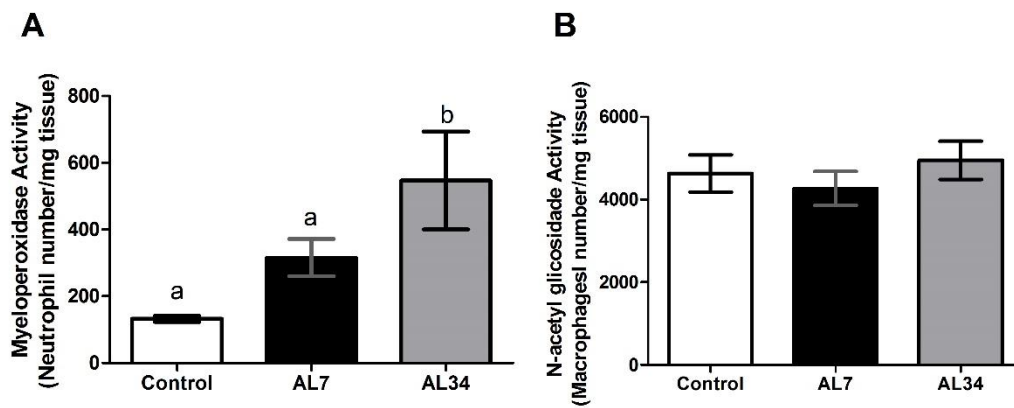 A
Myeloperoxidase Activity
(Neutrophil number/mg tissue)
800
600
400
200
0
a
a
b
Control AL7 AL34
B
N-acetyl glicosidade Activity
(Macrophagesl number/mg tissue)
6000
4000
2000
0
Control AL7 AL34